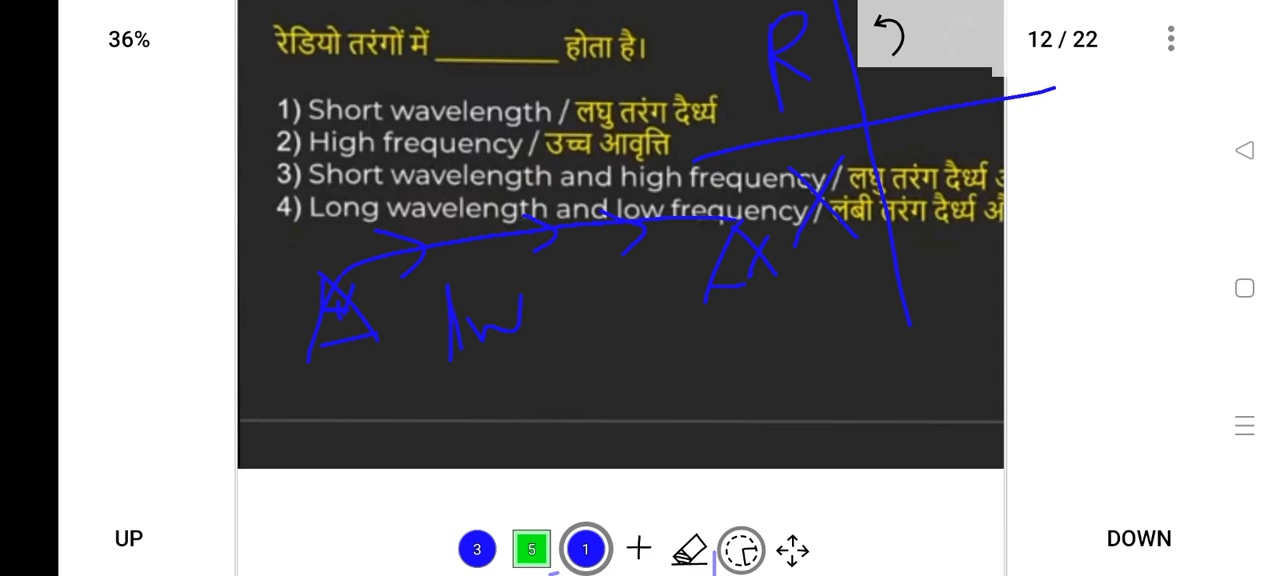 36%
12 / 22
रेडियो तरंगों में ________ होता है।
R
1) Short wavelength / लघु तरंग दैर्ध्य
2) High frequency / उच्च आवृत्ति
3) Short wavelength and high frequency / लघु तरंग दैर्ध्य
4) Long wavelength and low frequency / लंबी तरंग दैर्ध्य औ
UP
3
5
1
DOWN